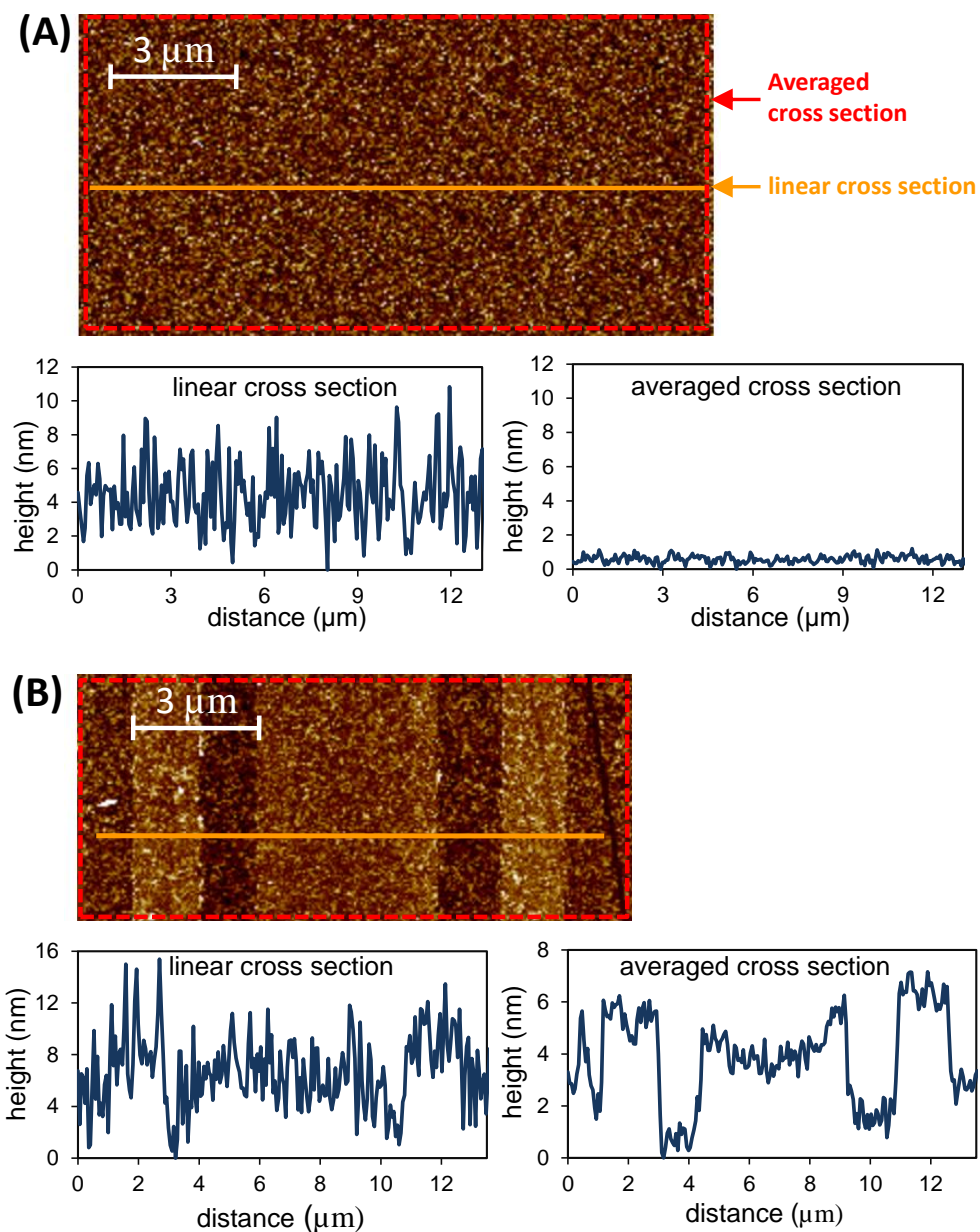 (A)
3 µm
Averaged
cross section
linear cross section
12
10
8
6
4
2
0
height (nm)
linear cross section
0 3 6 9 12
distance (µm)
12
10
8
6
4
2
0
height (nm)
averaged cross section
0 3 6 9 12
distance (µm)
(B)
3 µm
16
12
8
4
0
height (nm)
linear cross section
0 2 4 6 8 10 12
distance (µm)
8
6
4
2
0
height (nm)
averaged cross section
0 2 4 6 8 10 12
distance (µm)